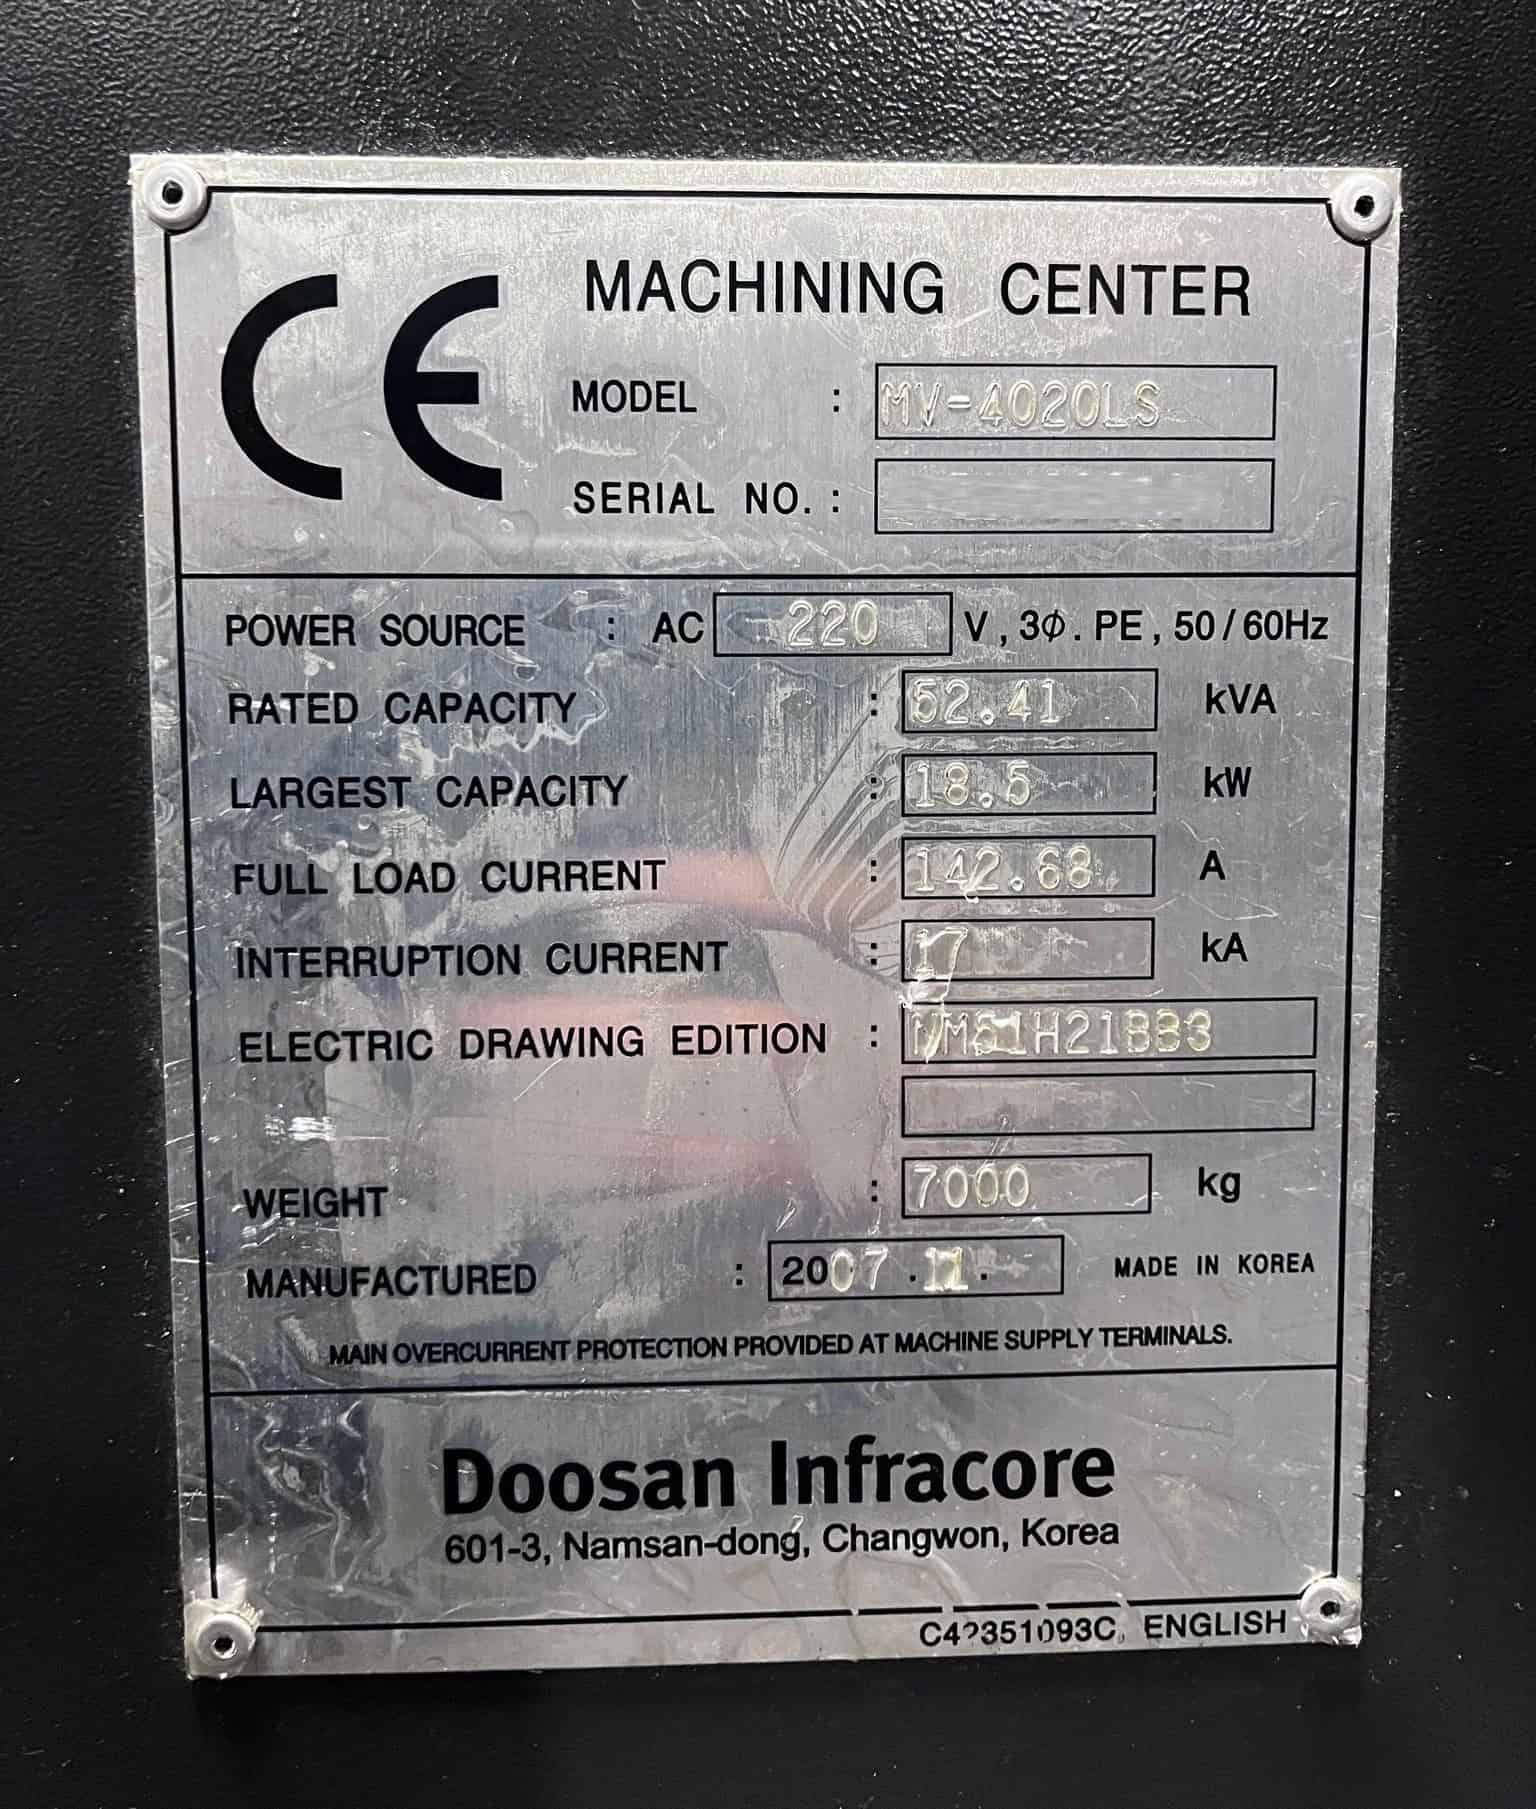 CE
MACHINING CENTER
MODEL : MV-4020LS
SERIAL NO. :
POWER SOURCE : AC 220 V, 3Φ. PE, 50/60Hz
RATED CAPACITY : 52.41 kVA
LARGEST CAPACITY : 18.5 kW
FULL LOAD CURRENT : 142.68 A
INTERRUPTION CURRENT : 17 kA
ELECTRIC DRAWING EDITION :
WEIGHT : 7000 kg
MANUFACTURED : 2007 . 11 . MADE IN KOREA
MAIN OVERCURRENT PROTECTION PROVIDED AT MACHINE SUPPLY TERMINALS.
Doosan Infracore
601-3, Namsan-dong, Changwon, Korea
ENGLISH